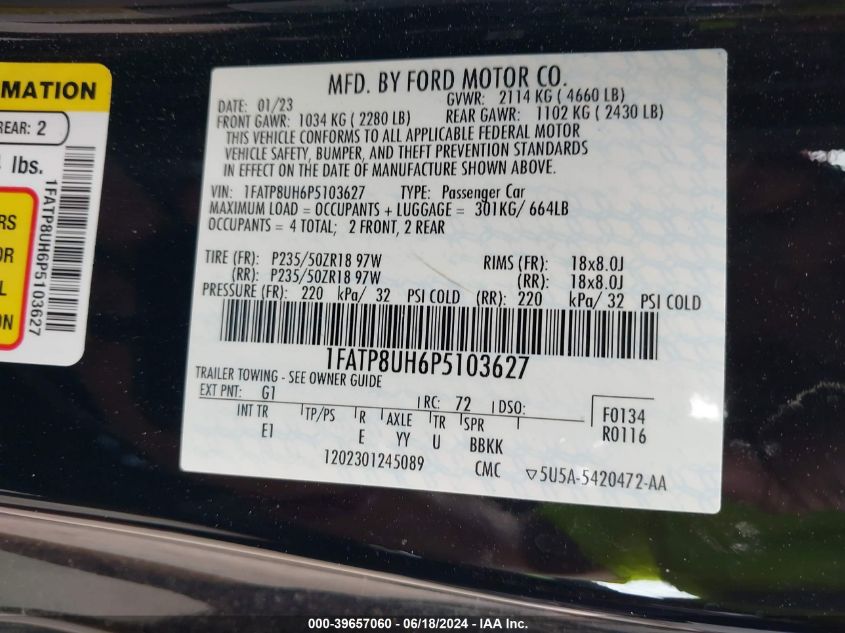 RMATION
REAR: 2
lbs.
1FATP8UH6P5103627
RS
OR
L
ON
MFD. BY FORD MOTOR CO.
DATE: 01/23 GVWR: 2114 KG ( 4660 LB)
FRONT GAWR: 1034 KG ( 2280 LB) REAR GAWR: 1102 KG ( 2430 LB)
THIS VEHICLE CONFORMS TO ALL APPLICABLE FEDERAL MOTOR
VEHICLE SAFETY, BUMPER, AND THEFT PREVENTION STANDARDS
IN EFFECT ON THE DATE OF MANUFACTURE SHOWN ABOVE.
VIN: 1FATP8UH6P5103627 TYPE: Passenger Car
MAXIMUM LOAD = OCCUPANTS + LUGGAGE = 301KG/ 664LB
OCCUPANTS = 4 TOTAL; 2 FRONT, 2 REAR
TIRE (FR): P235/50ZR18 97W RIMS (FR): 18x8.0J
(RR): P235/50ZR18 97W (RR): 18x8.0J
PRESSURE (FR): 220 kPa/ 32 PSI COLD (RR): 220 kPa/ 32 PSI COLD
1FATP8UH6P5103627
TRAILER TOWING - SEE OWNER GUIDE
EXT PNT: G1 RC: 72 DSO:
INT TR TP/PS R AXLE TR SPR
E1 E YY U BBKK
F0134
R0116
1202301245089 CMC ▽5U5A-5420472-AA
000-39657060 - 06/18/2024 - IAA Inc.